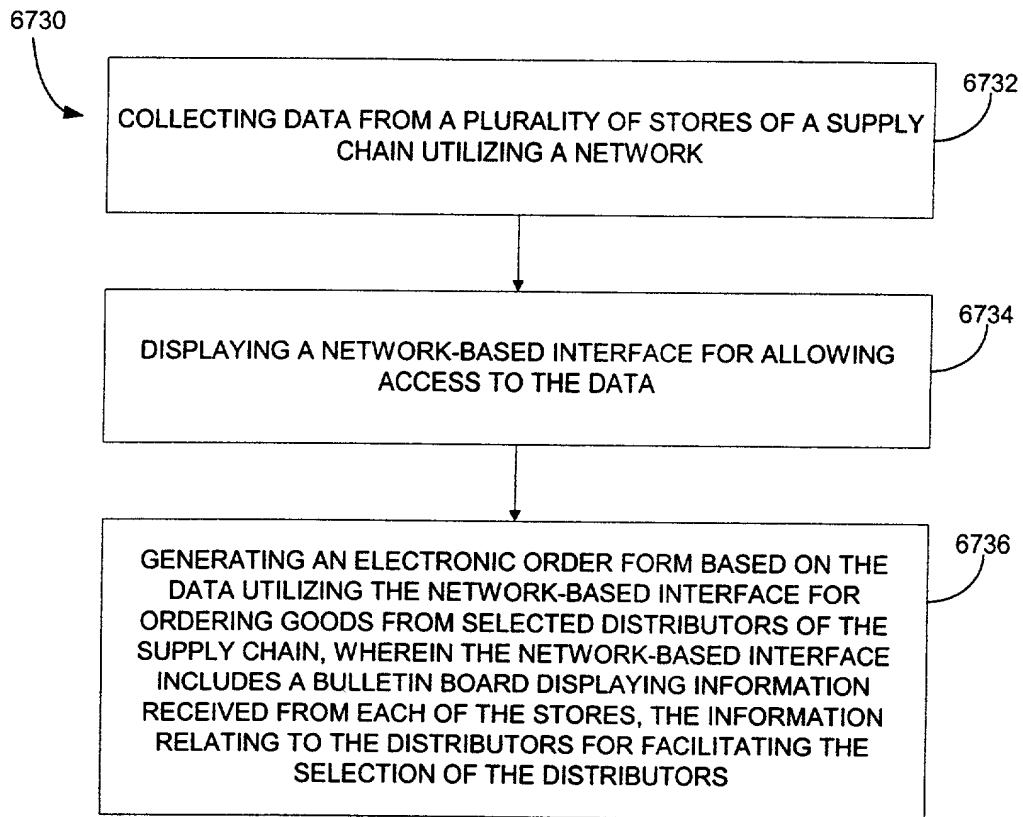 6730
6732
COLLECTING DATA FROM A PLURALITY OF STORES OF A SUPPLY
CHAIN UTILIZING A NETWORK
6734
DISPLAYING A NETWORK-BASED INTERFACE FOR ALLOWING
ACCESS TO THE DATA
6736
GENERATING AN ELECTRONIC ORDER FORM BASED ON THE
DATA UTILIZING THE NETWORK-BASED INTERFACE FOR
ORDERING GOODS FROM SELECTED DISTRIBUTORS OF THE
SUPPLY CHAIN, WHEREIN THE NETWORK-BASED INTERFACE
INCLUDES A BULLETIN BOARD DISPLAYING INFORMATION
RECEIVED FROM EACH OF THE STORES, THE INFORMATION
RELATING TO THE DISTRIBUTORS FOR FACILITATING THE
SELECTION OF THE DISTRIBUTORS